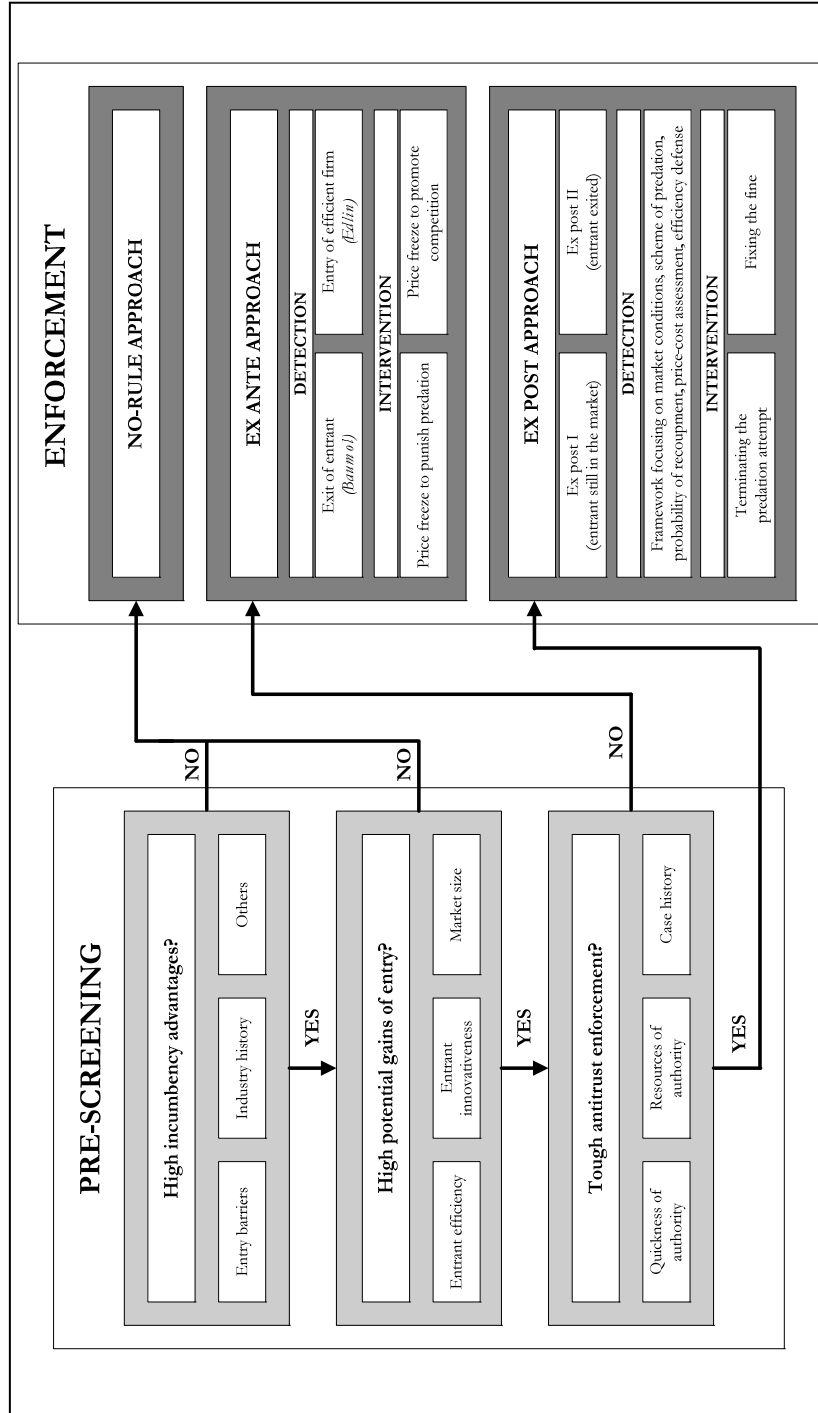 PRE-SCREENING
High incumbency advantages?
Entry barriers
Industry history
Others
NO
YES
High potential gains of entry?
Entrant efficiency
Entrant
innovativeness
Market size
NO
YES
Tough antitrust enforcement?
Quickness of
authority
Resources of
authority
Case history
NO
YES
ENFORCEMENT
NO-RULE APPROACH
EX ANTE APPROACH
DETECTION
Exit of entrant
(Baumol)
Entry of efficient firm
(Edlin)
INTERVENTION
Price freeze to punish predation
Price freeze to promote
competition
EX POST APPROACH
Ex post I
(entrant still in the market)
Ex post II
(entrant exited)
DETECTION
Framework focusing on market conditions, scheme of predation,
probability of recoupment, price-cost assessment, efficiency defense
INTERVENTION
Terminating the
predation attempt
Fixing the fine